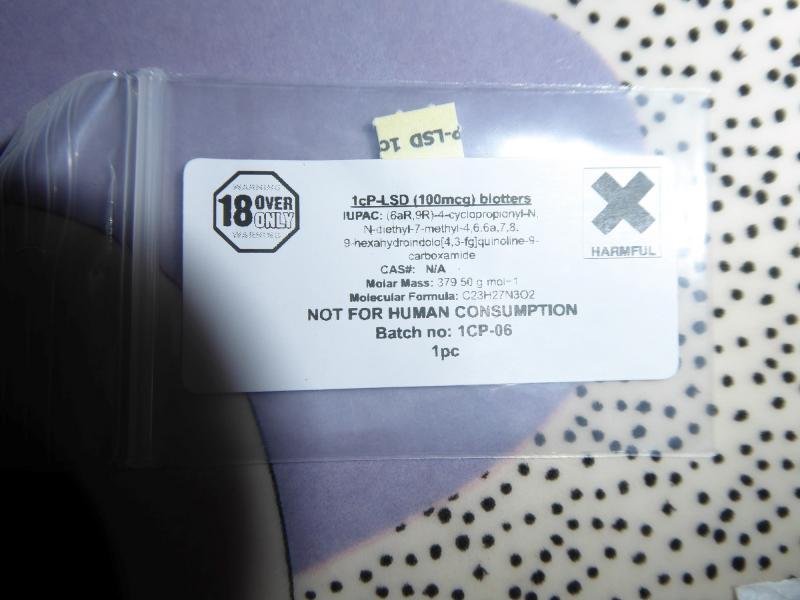 P-LSD 1c
WARNING
18 OVER
ONLY
WARNING
1cP-LSD (100mcg) blotters
IUPAC: (6aR,9R)-4-cyclopropionyl-N,
N-diethyl-7-methyl-4,6,6a,7,8,
9-hexahydroindolo[4,3-fg]quinoline-9-
carboxamide
CAS#: N/A
Molar Mass: 379.50 g mol−1
Molecular Formula: C23H27N3O2
NOT FOR HUMAN CONSUMPTION
Batch no: 1CP-06
1pc
HARMFUL